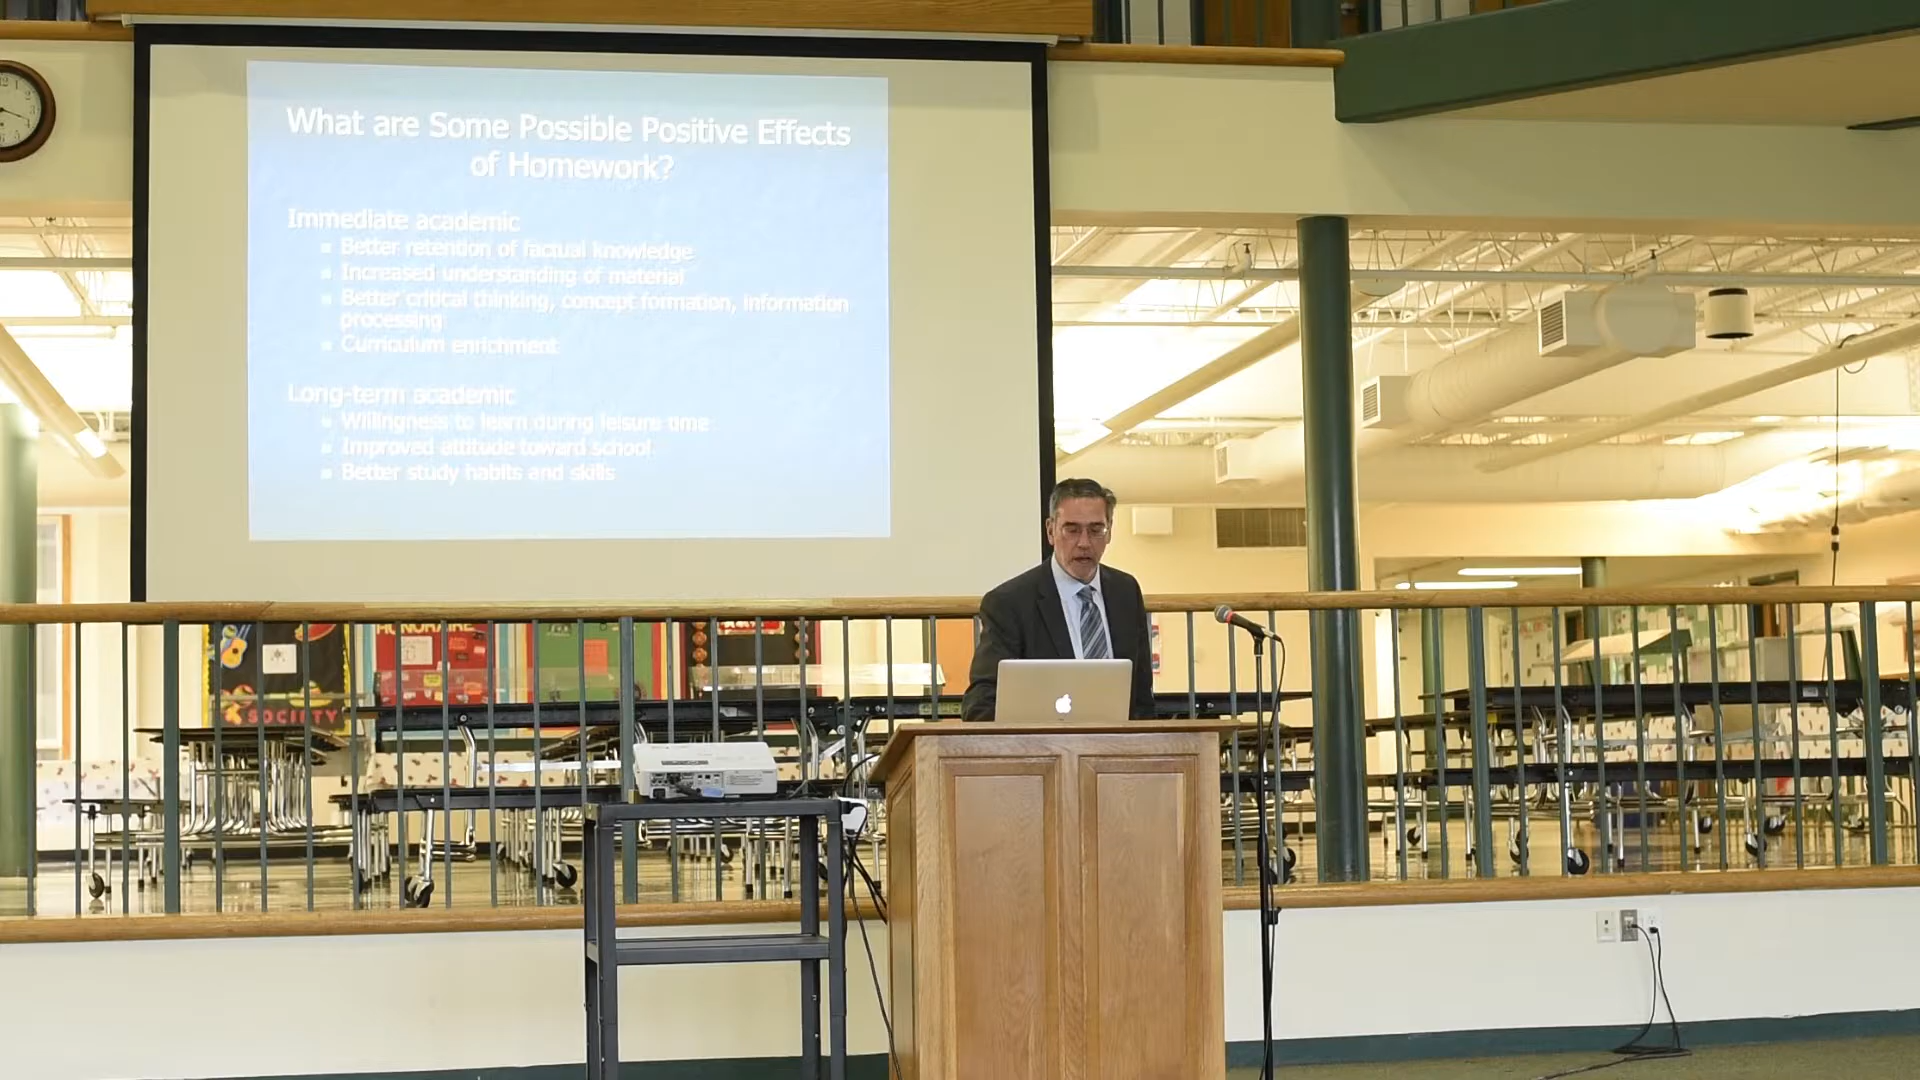 What are Some Possible Positive Effects
of Homework?
Immediate academic
Better retention of factual knowledge
Increased understanding of material
Better critical thinking, concept formation, information
processing
Curriculum enrichment
Long-term academic
Willingness to learn during leisure time
Improved attitude toward school
Better study habits and skills
SOCIETY